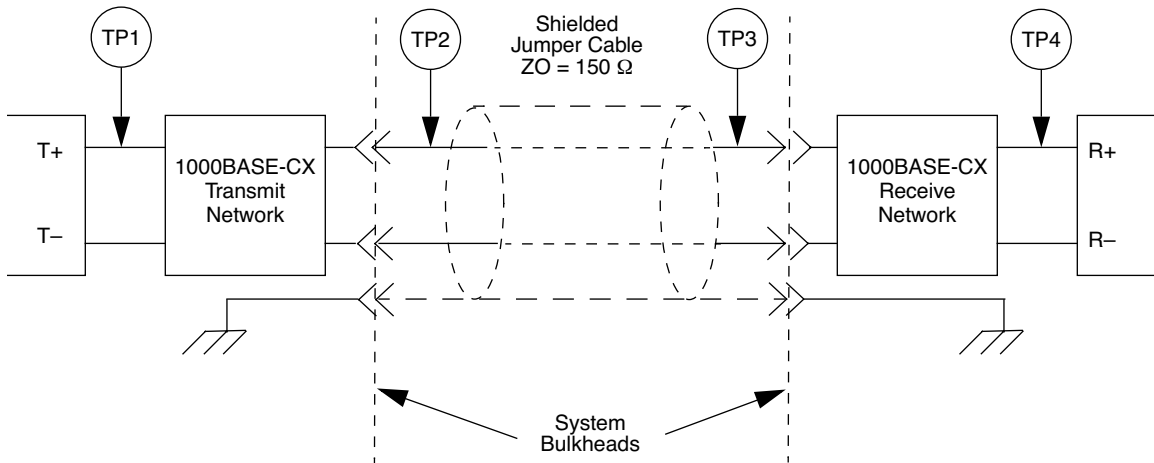 TP1
TP2
Shielded
Jumper Cable
ZO = 150 Ω
TP3
TP4
T+
T–
1000BASE-CX
Transmit
Network
1000BASE-CX
Receive
Network
R+
R–
System
Bulkheads